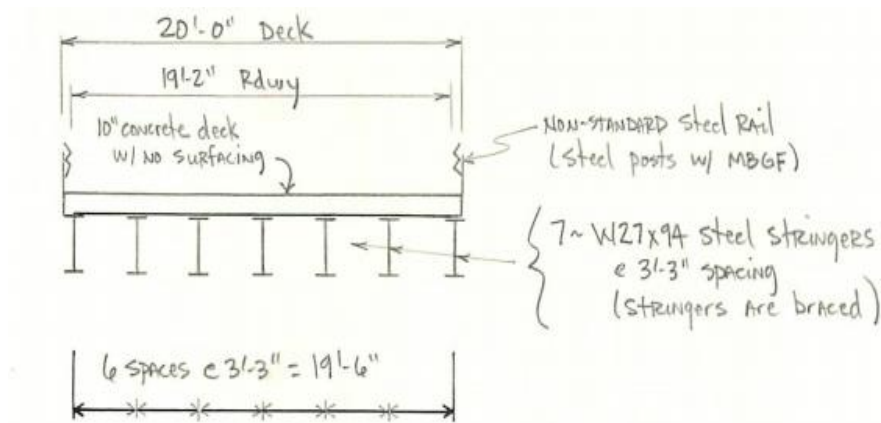 20'-0" Deck
19'-2" Rdwy
10" concrete deck
w/ no surfacing
NON-STANDARD Steel RAil
(Steel posts w/ MBGF)
7~ W27x94 Steel StRingers
@ 3'-3" spacing
(StRingers Are braced)
6 spaces @ 3'-3" = 19'-6"